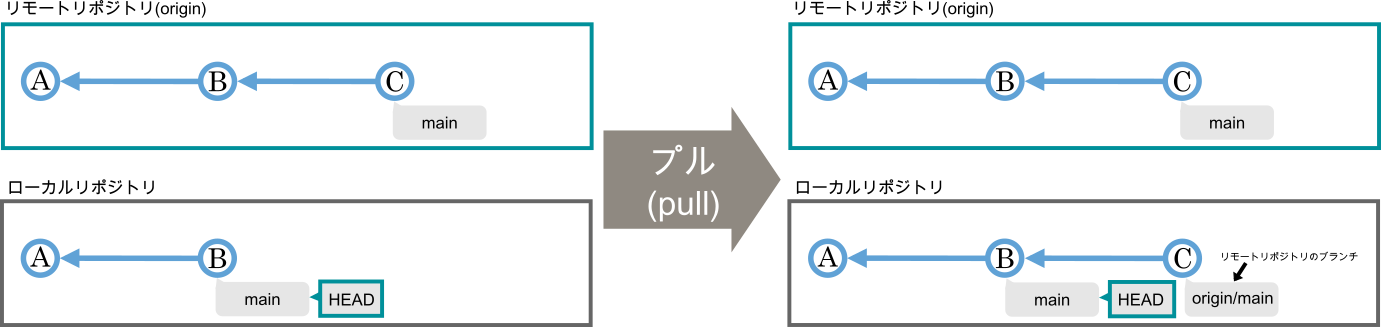 リモートリポジトリ(origin)
A
B
C
main
ローカルリポジトリ
A
B
main
HEAD
プル
(pull)
リモートリポジトリ(origin)
A
B
C
main
ローカルリポジトリ
A
B
C
リモートリポジトリのブランチ
main
HEAD
origin/main